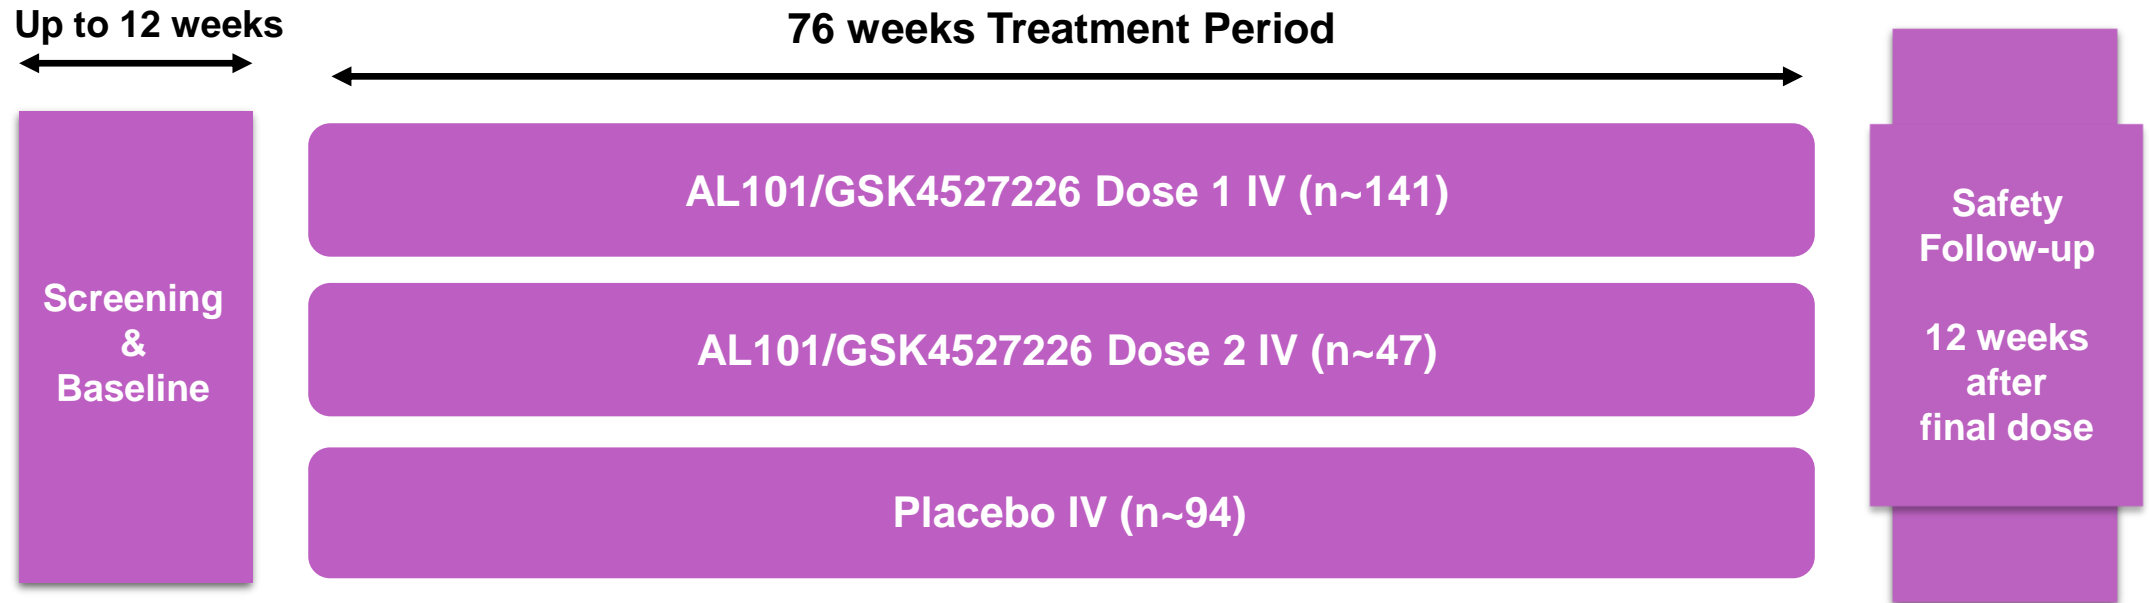 Up to 12 weeks
76 weeks Treatment Period
Screening
&
Baseline
AL101/GSK4527226 Dose 1 IV (n~141)
AL101/GSK4527226 Dose 2 IV (n~47)
Placebo IV (n~94)
Safety
Follow-up
12 weeks
after
final dose